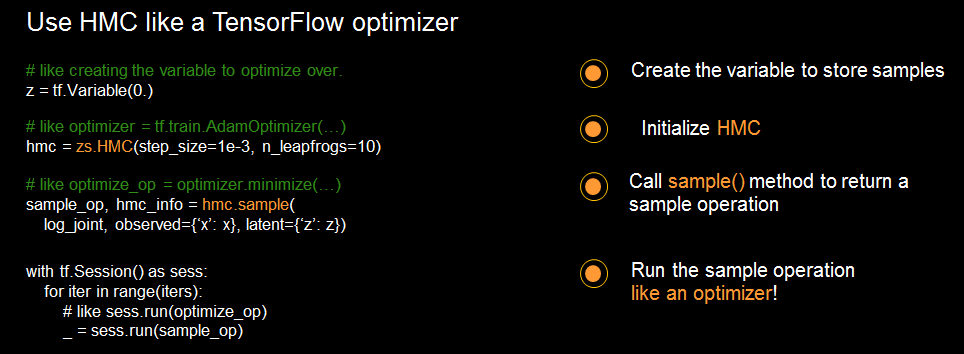 Use HMC like a TensorFlow optimizer
# like creating the variable to optimize over.
z = tf.Variable(0.)
# like optimizer = tf.train.AdamOptimizer(…)
hmc = zs.HMC(step_size=1e-3, n_leapfrogs=10)
# like optimize_op = optimizer.minimize(…)
sample_op, hmc_info = hmc.sample(
log_joint, observed={‘x’: x}, latent={‘z’: z})
with tf.Session() as sess:
for iter in range(iters):
# like sess.run(optimize_op)
_ = sess.run(sample_op)
Create the variable to store samples
Initialize HMC
Call sample() method to return a
sample operation
Run the sample operation
like an optimizer!